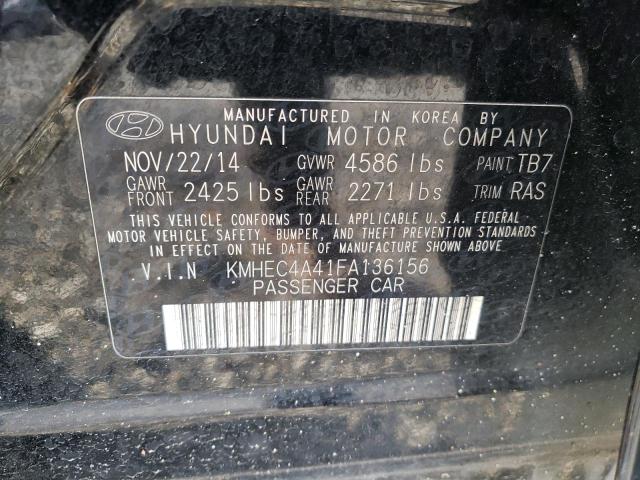 MANUFACTURED IN KOREA BY
HYUNDAI MOTOR COMPANY
NOV/22/14 GVWR 4586 lbs PAINT TB7
GAWR FRONT 2425 lbs GAWR REAR 2271 lbs TRIM RAS
THIS VEHICLE CONFORMS TO ALL APPLICABLE U.S.A. FEDERAL
MOTOR VEHICLE SAFETY, BUMPER, AND THEFT PREVENTION STANDARDS
IN EFFECT ON THE DATE OF MANUFACTURE SHOWN ABOVE.
V.I.N KMHEC4A41FA136156
PASSENGER CAR